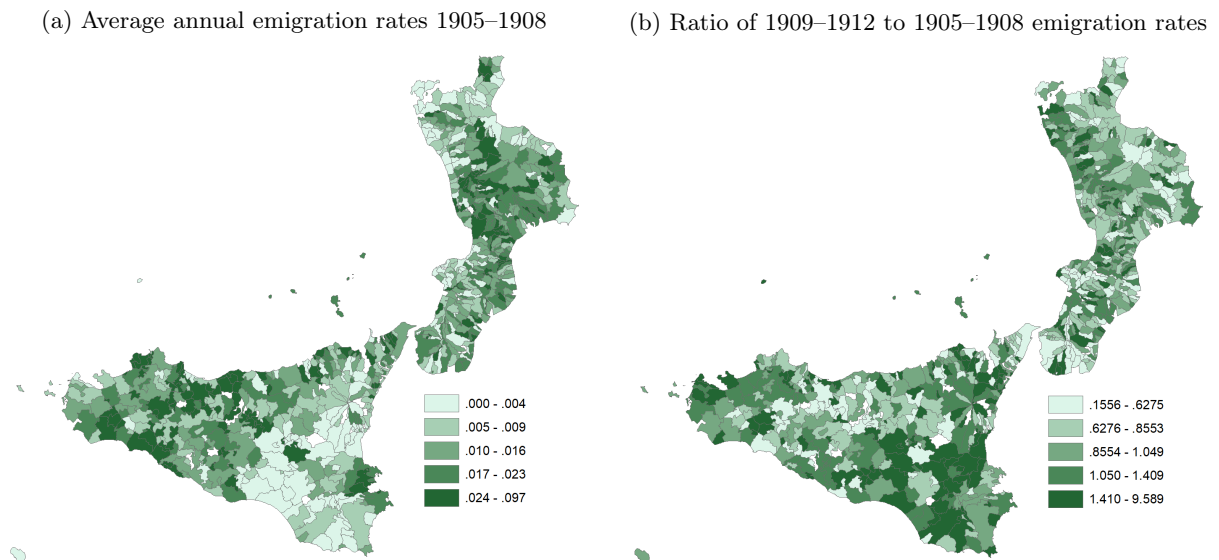 (a) Average annual emigration rates 1905–1908
(b) Ratio of 1909–1912 to 1905–1908 emigration rates
.000 - .004
.005 - .009
.010 - .016
.017 - .023
.024 - .097
.1556 - .6275
.6276 - .8553
.8554 - 1.049
1.050 - 1.409
1.410 - 9.589